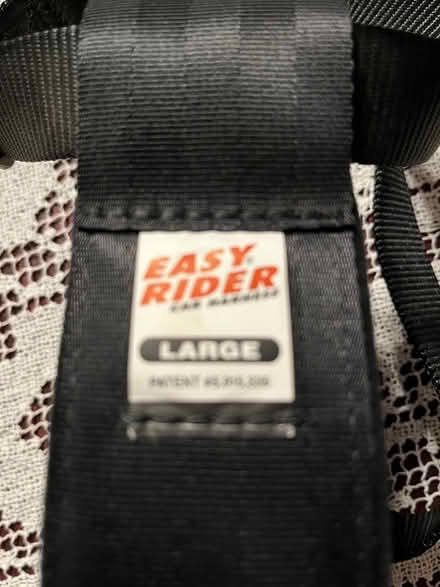 EASY
RIDER®
CAR HARNESS
LARGE
PATENT